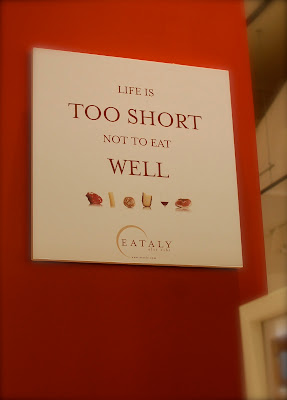 LIFE IS
TOO SHORT
NOT TO EAT
WELL
EATALY